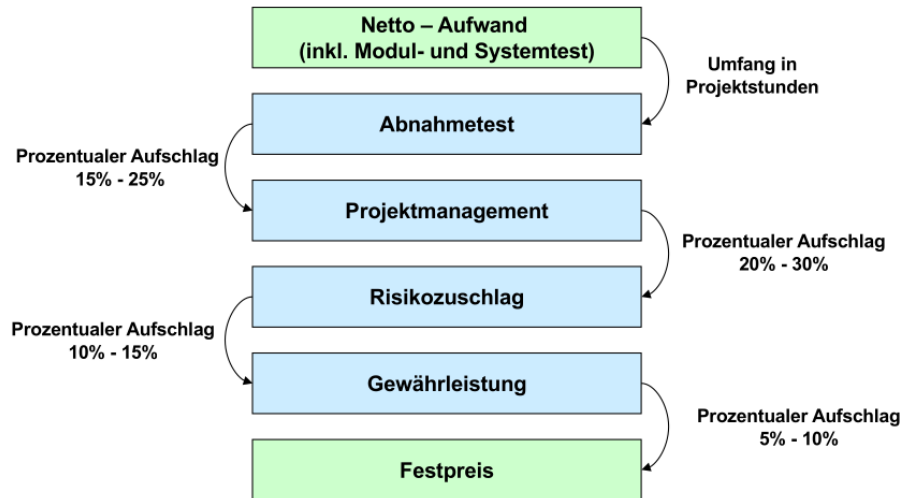 Netto – Aufwand
(inkl. Modul- und Systemtest)
Umfang in
Projektstunden
Abnahmetest
Prozentualer Aufschlag
15% - 25%
Projektmanagement
Prozentualer Aufschlag
20% - 30%
Risikozuschlag
Prozentualer Aufschlag
10% - 15%
Gewährleistung
Prozentualer Aufschlag
5% - 10%
Festpreis